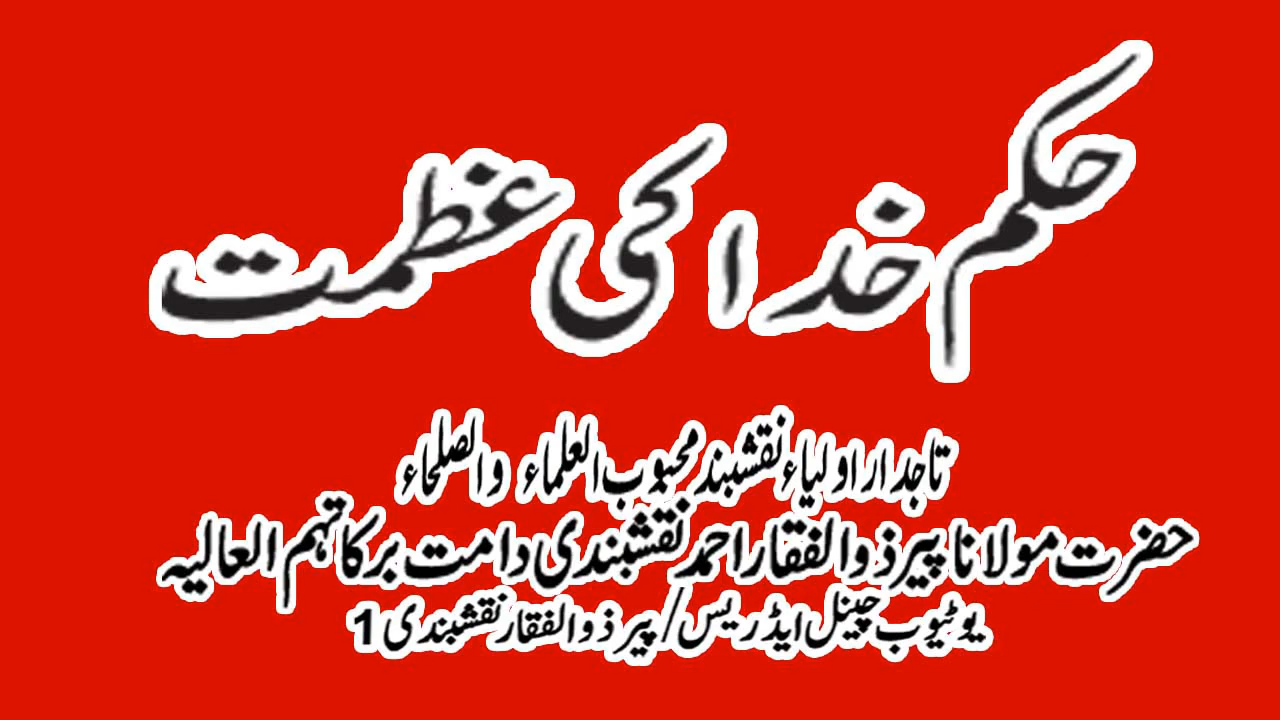 حکم خدا کی عظمت
تاجدار اولیاء نقشبند محبوب العلماء والصلحاء
حضرت مولانا پیر ذوالفقار احمد نقشبندی دامت برکاتہم العالیہ
یوٹیوب چینل ایڈریس/پیر ذوالفقار نقشبندی 1